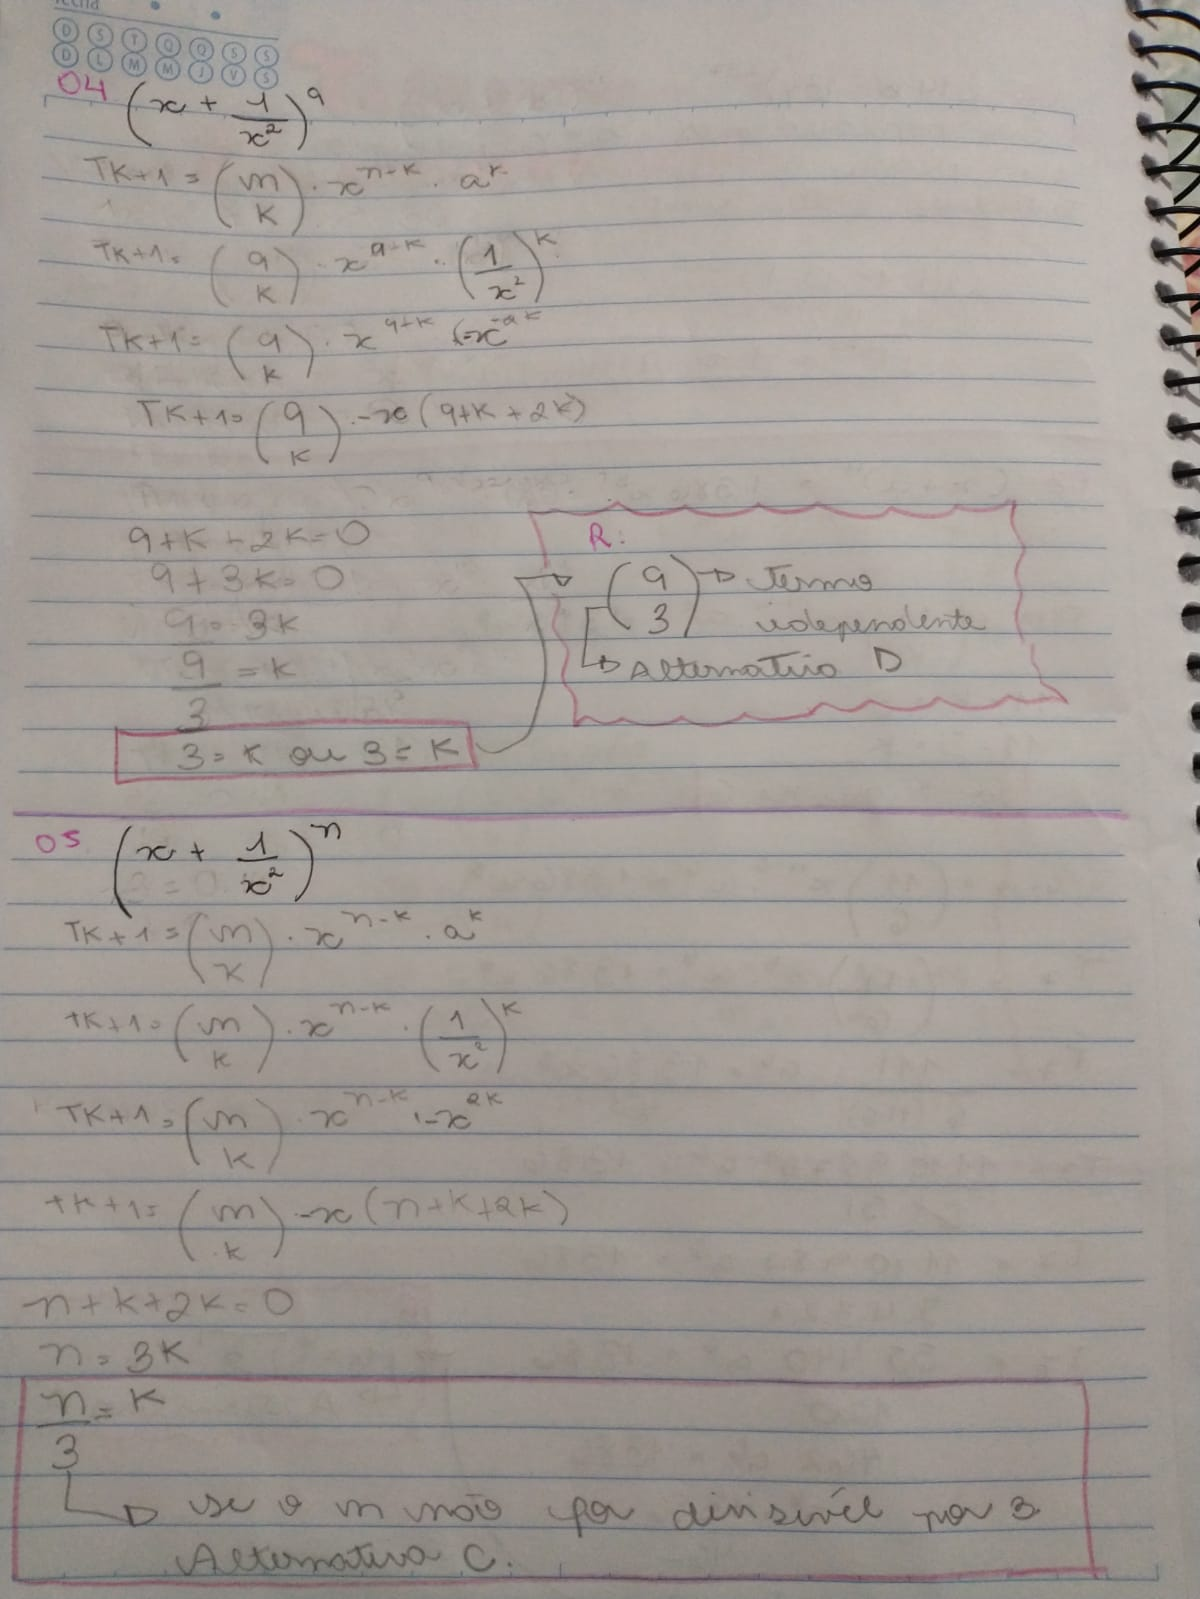 fecha
D S T Q Q S S
D L M M J V S
04 (x + 1/x²)⁹
TK+1 = (n K) · x^(n-k) · a^k
TK+1 = (9 K) · x^(9+k) · (1/x²)^k
TK+1 = (9 K) · x^(9+k) (-x^-2k
TK+1 = (9 K) · -x (9+K+2K)
9+K+2K=0
9+3K=0
9=3K
9/3 = K
3=K ou 3=K
R:
(9 3) → termo
idependente
→ Alternativa D
05 (x + 1/x²)^n
TK+1 = (n K) · x^(n-k) · a^k
TK+1 = (n K) · x^(n-k) · (1/x²)^k
TK+1 = (n K) · x^(n-k) · -x^2k
TK+1 = (n K) · -x (n+K+2K)
n+K+2K=0
n=3K
n/3 = K
→ se o n não for divisivél por 3
Alternativa C.